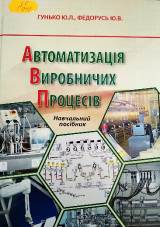 ГУНЬКО Ю.Л., ФЕДОРУСЬ Ю.В.
АВТОМАТИЗАЦІЯ
ВИРОБНИЧИХ
ПРОЦЕСІВ
Навчальний
посібник